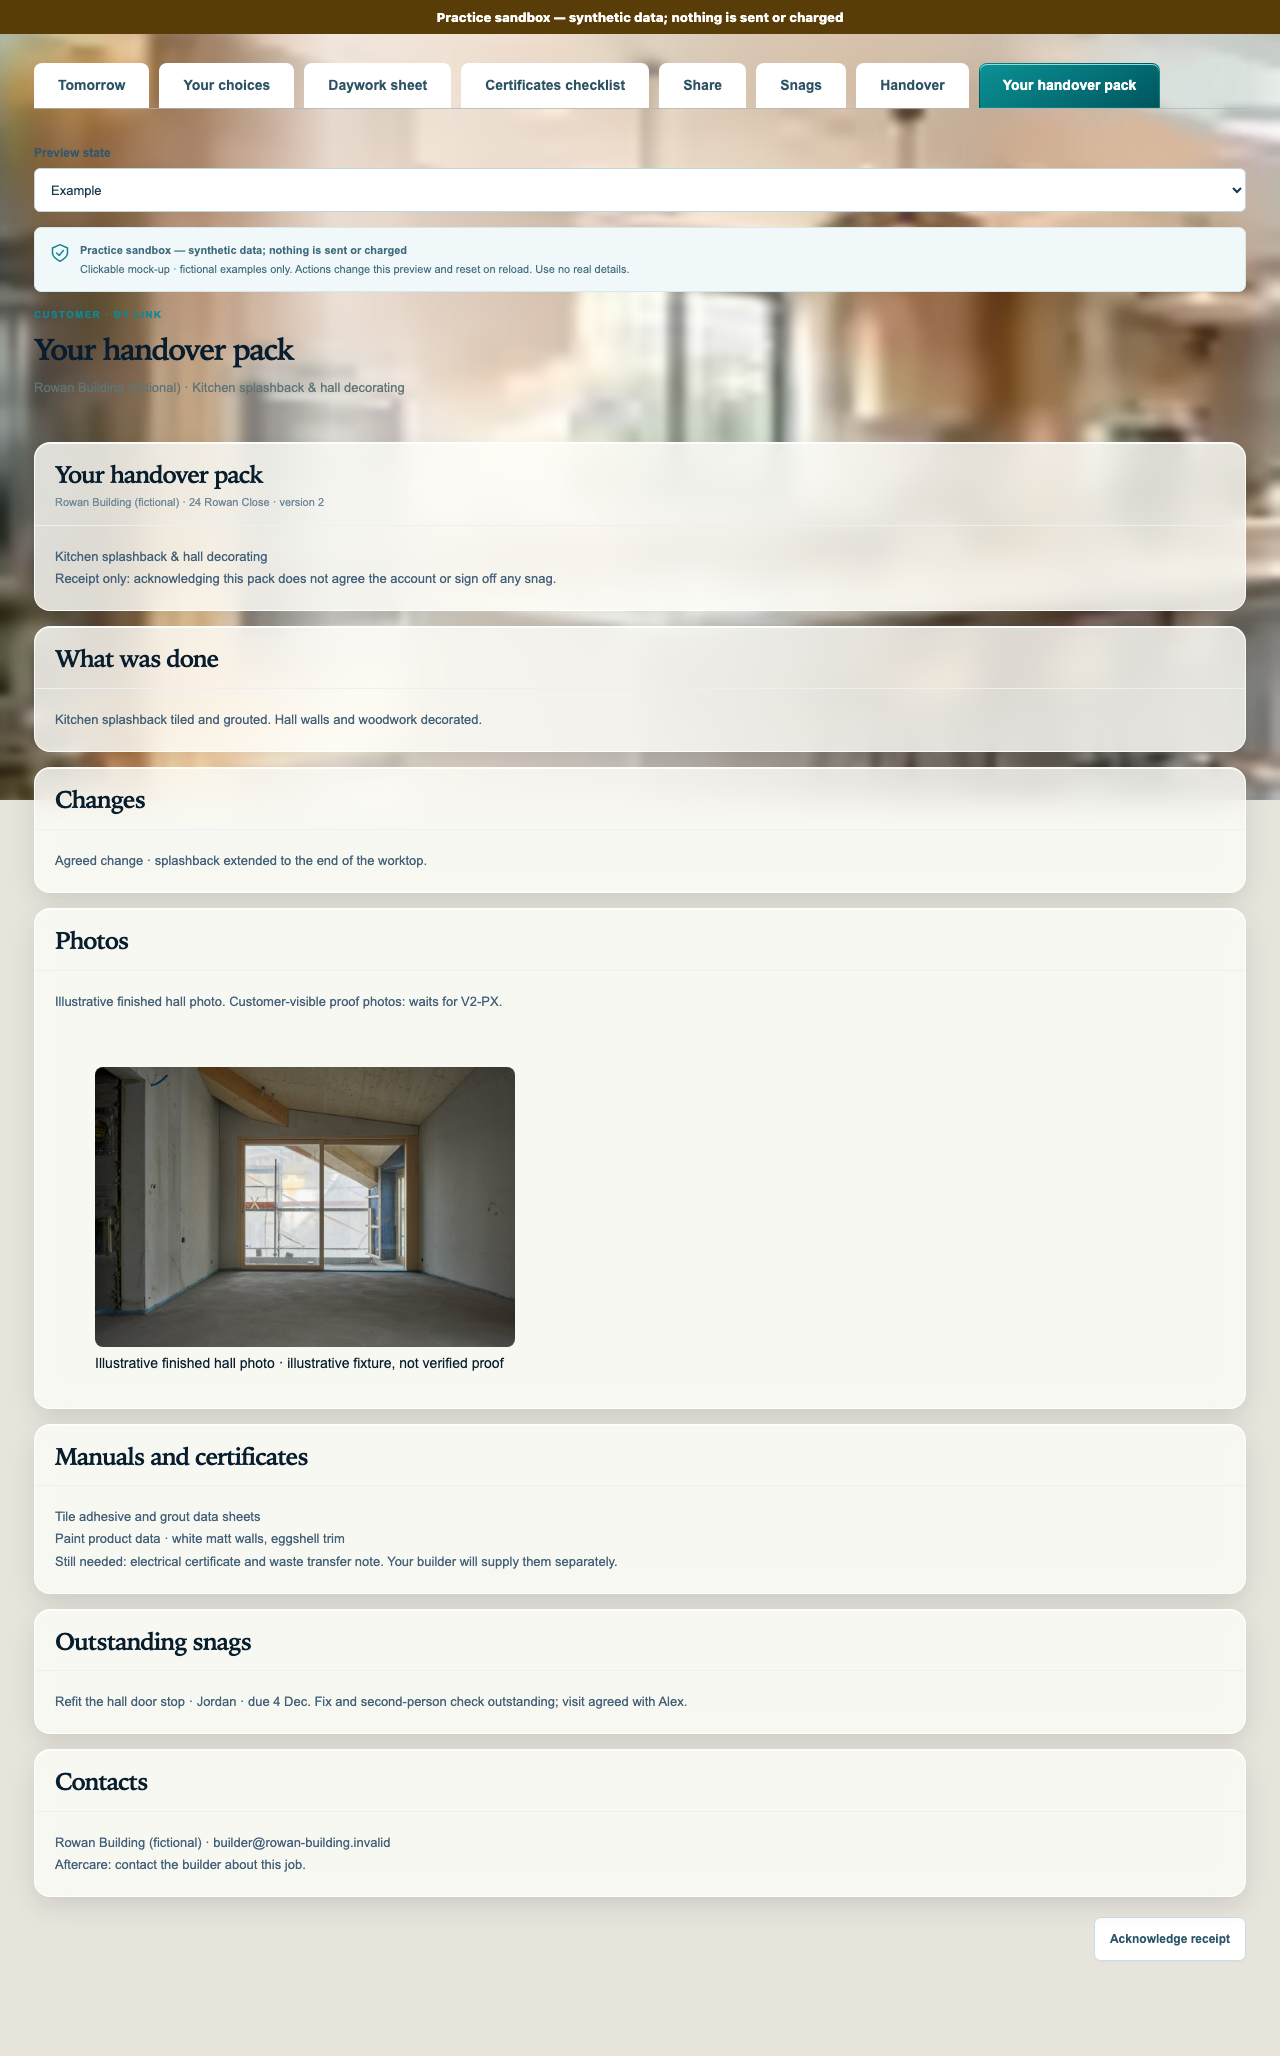 Practice sandbox — synthetic data; nothing is sent or charged
Tomorrow
Your choices
Daywork sheet
Certificates checklist
Share
Snags
Handover
Your handover pack
Preview state
Example
Practice sandbox — synthetic data; nothing is sent or charged
Clickable mock-up · fictional examples only. Actions change this preview and reset on reload. Use no real details.
CUSTOMER · BY LINK
Your handover pack
Rowan Building (fictional) · Kitchen splashback & hall decorating
Your handover pack
Rowan Building (fictional) · 24 Rowan Close · version 2
Kitchen splashback & hall decorating
Receipt only: acknowledging this pack does not agree the account or sign off any snag.
What was done
Kitchen splashback tiled and grouted. Hall walls and woodwork decorated.
Changes
Agreed change · splashback extended to the end of the worktop.
Photos
Illustrative finished hall photo. Customer-visible proof photos: waits for V2-PX.
Illustrative finished hall photo · illustrative fixture, not verified proof
Manuals and certificates
Tile adhesive and grout data sheets
Paint product data · white matt walls, eggshell trim
Still needed: electrical certificate and waste transfer note. Your builder will supply them separately.
Outstanding snags
Refit the hall door stop · Jordan · due 4 Dec. Fix and second-person check outstanding; visit agreed with Alex.
Contacts
Rowan Building (fictional) · builder@rowan-building.invalid
Aftercare: contact the builder about this job.
Acknowledge receipt